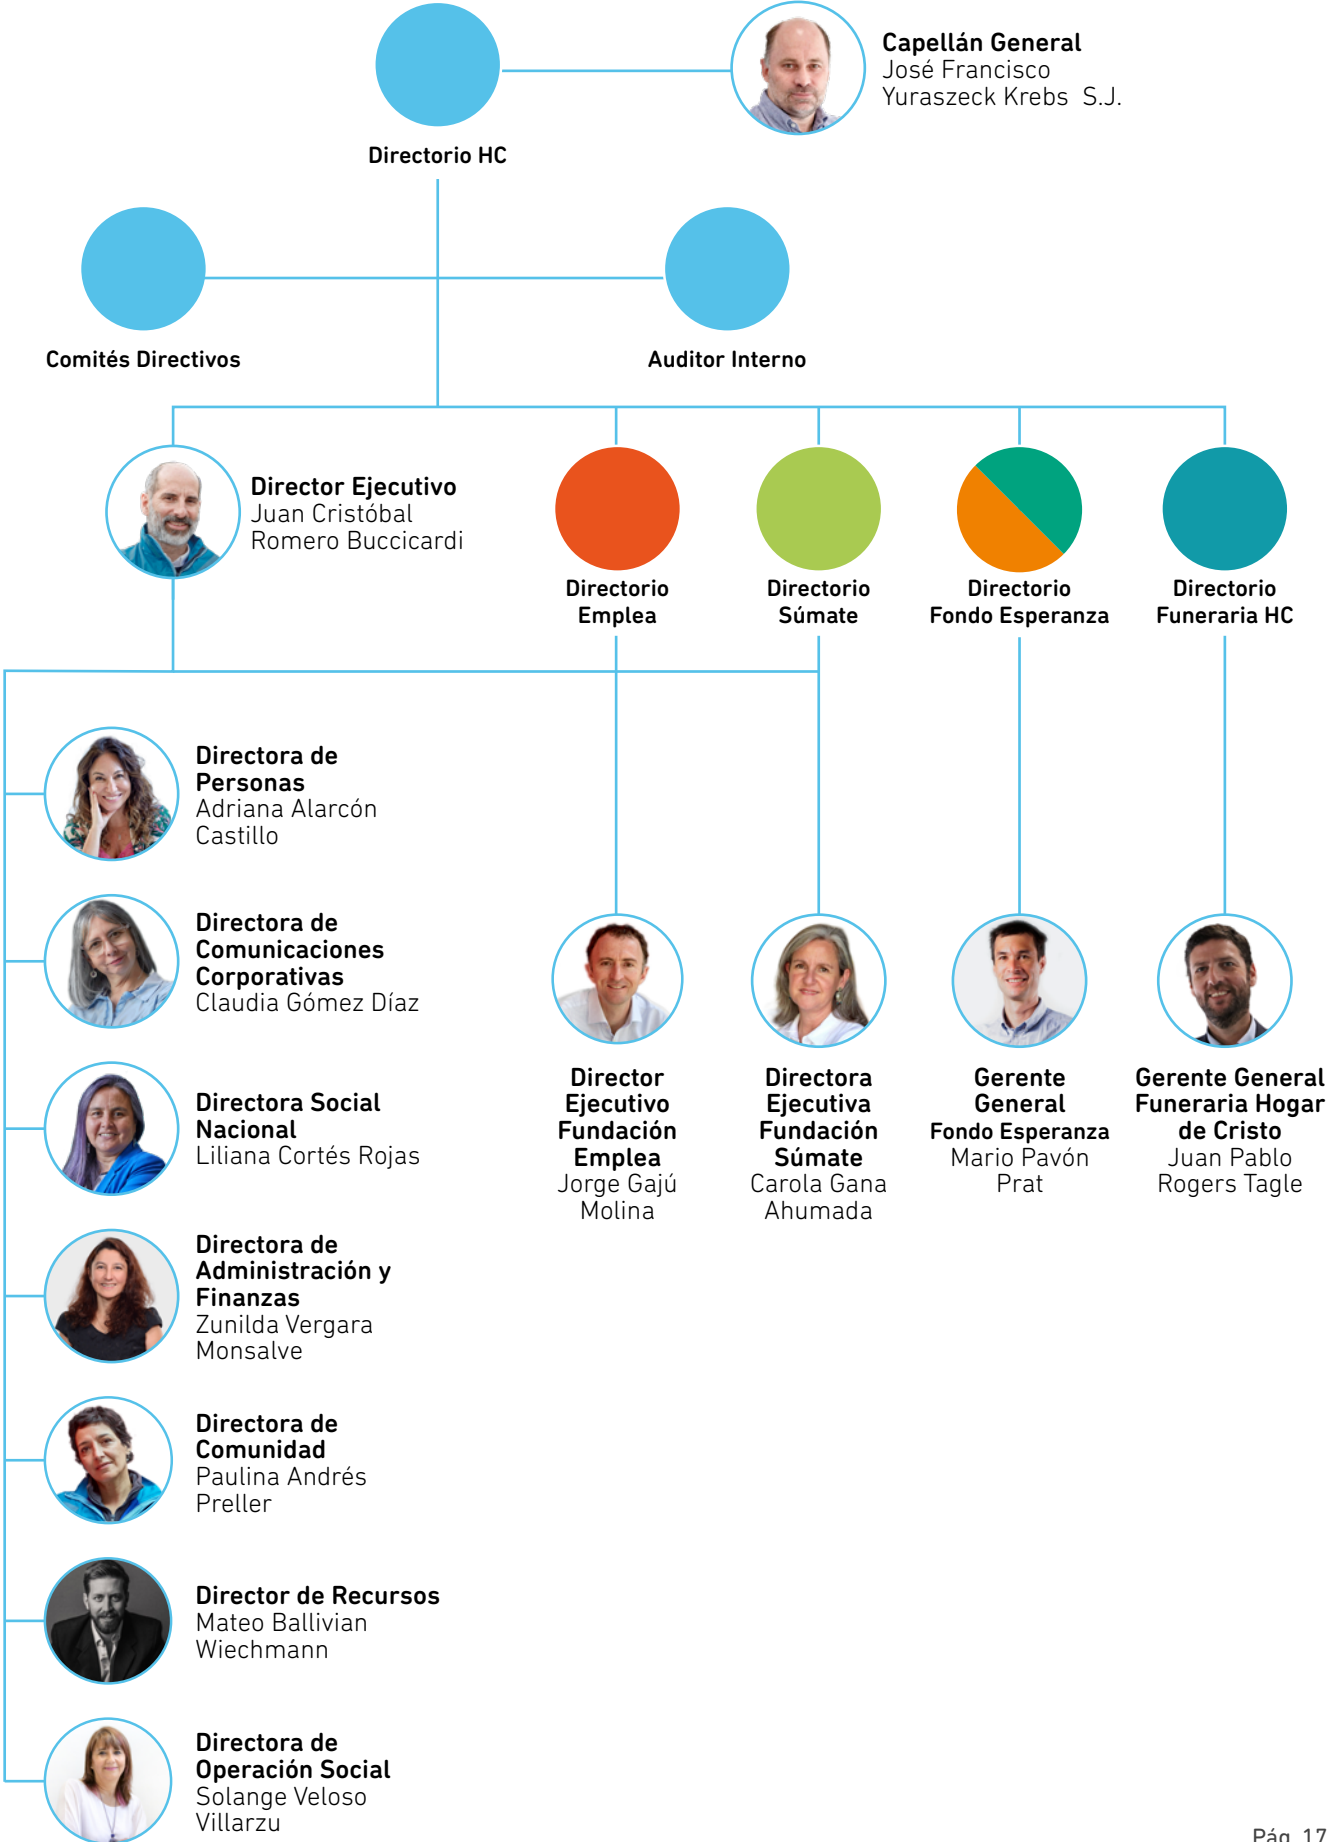 Capellán General
José Francisco
Yuraszeck Krebs S.J.
Directorio HC
Comités Directivos
Auditor Interno
Director Ejecutivo
Juan Cristóbal
Romero Buccicardi
Directorio
Emplea
Directorio
Súmate
Directorio
Fondo Esperanza
Directorio
Funeraria HC
Directora de
Personas
Adriana Alarcón
Castillo
Directora de
Comunicaciones
Corporativas
Claudia Gómez Díaz
Directora Social
Nacional
Liliana Cortés Rojas
Directora de
Administración y
Finanzas
Zunilda Vergara
Monsalve
Directora de
Comunidad
Paulina Andrés
Preller
Director de Recursos
Mateo Ballivian
Wiechmann
Directora de
Operación Social
Solange Veloso
Villarzu
Director
Ejecutivo
Fundación
Emplea
Jorge Gajú
Molina
Directora
Ejecutiva
Fundación
Súmate
Carola Gana
Ahumada
Gerente
General
Fondo Esperanza
Mario Pavón
Prat
Gerente General
Funeraria Hogar
de Cristo
Juan Pablo
Rogers Tagle
Pág. 17